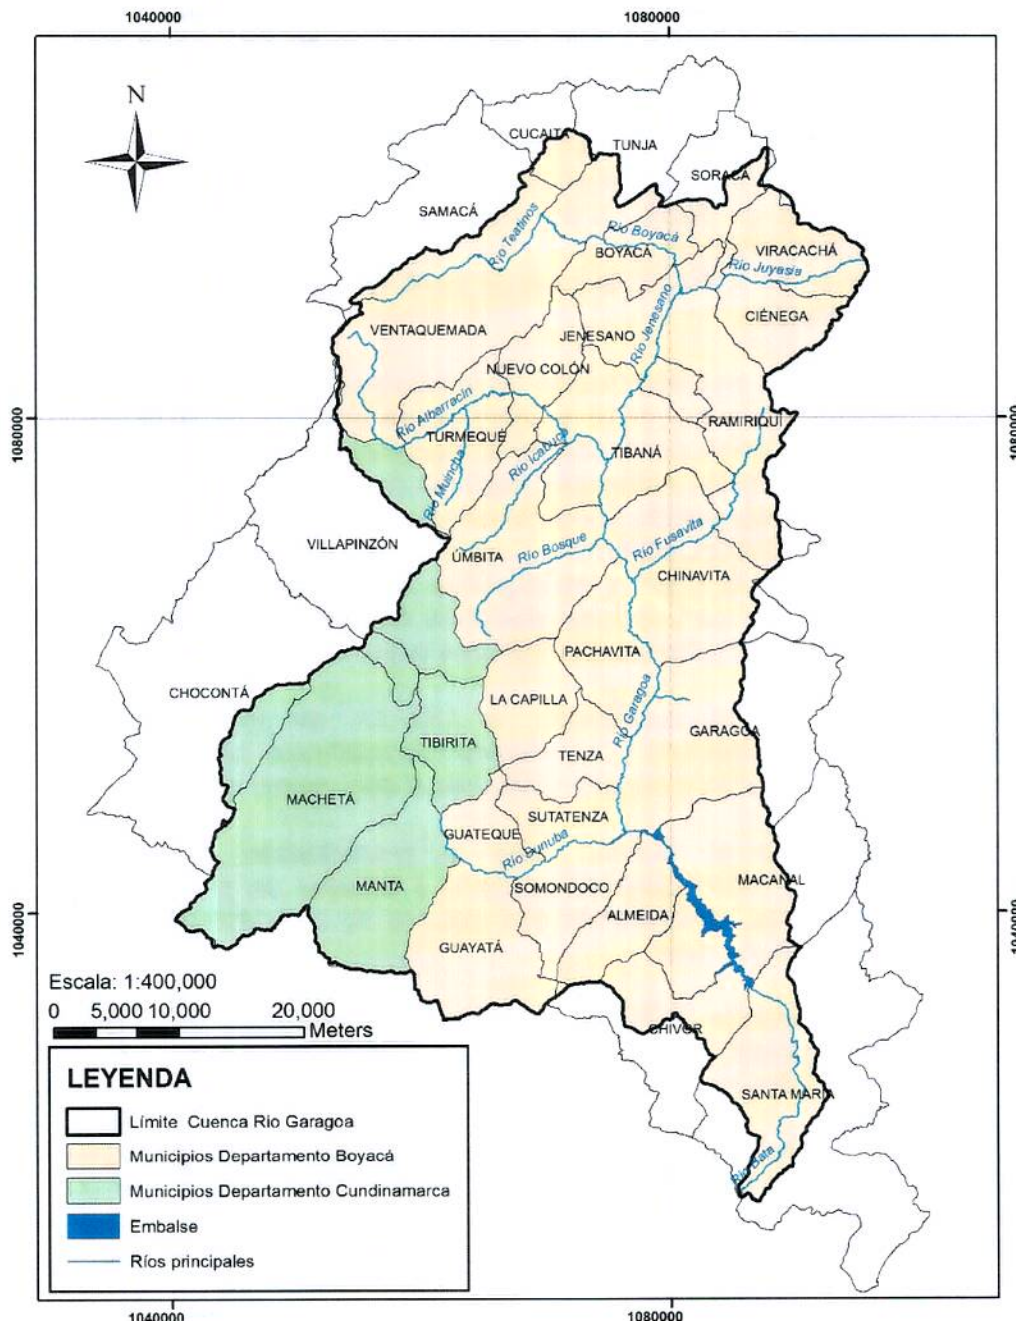 1040000
1080000
N
CUCAITA
TUNJA
SORACÁ
SAMACÁ
Río Teatinos
Río Boyacá
BOYACÁ
VIRACACHÁ
Río Juyasía
CIÉNEGA
VENTAQUEMADA
JENESANO
Río Jenesano
NUEVO COLÓN
Río Albarracín
1080000
1080000
TURMEQUÉ
RAMIRIQUÍ
Río Icabuco
TIBANÁ
Río Muincha
VILLAPINZÓN
ÚMBITA
Río Bosque
Río Fusavita
CHINAVITA
PACHAVITA
CHOCONTÁ
LA CAPILLA
Río Garagoa
TIBIRITA
GARAGOA
TENZA
MACHETÁ
SUTATENZA
GUATEQUE
Río Sunuba
MANTA
SOMONDOCO
MACANAL
ALMEIDA
1040000
1040000
GUAYATÁ
Escala: 1:400,000
0 5,000 10,000 20,000
Meters
CHIVOR
SANTA MARÍA
Río Bata
LEYENDA
Límite Cuenca Río Garagoa
Municipios Departamento Boyacá
Municipios Departamento Cundinamarca
Embalse
Ríos principales
1040000
1080000